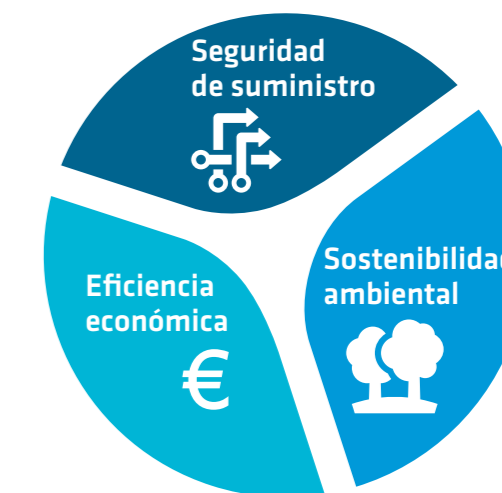 Seguridad
de suministro
Sostenibilidad
ambiental
Eficiencia
económica
€